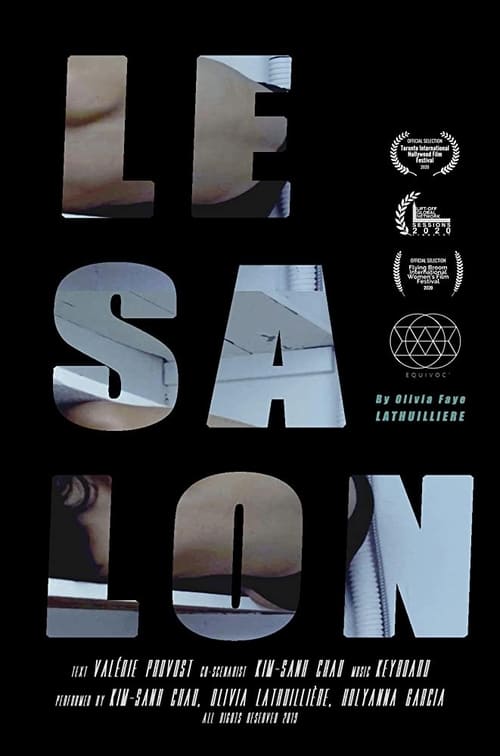 LE
SA
LON
OFFICIAL SELECTION
Toronto International
Hollywood Film
Festival
2020
LIFT-OFF
GLOBAL
NETWORK
SESSIONS
2020
OFFICIAL SELECTION
Flying Broom
International
Women's Film
Festival
2020
EQUIVOC'
By Olivia Faye
LATHUILLIERE
TEXT VALÉRIE PROVOST CO-SCENARIST KIM-SANH CHAU MUSIC KEYBOARD
PERFORMED BY KIM-SANH CHAU, OLIVIA LATHUILLIÈRE, HOLYANNA GARCIA
ALL RIGHTS RESERVED 2019